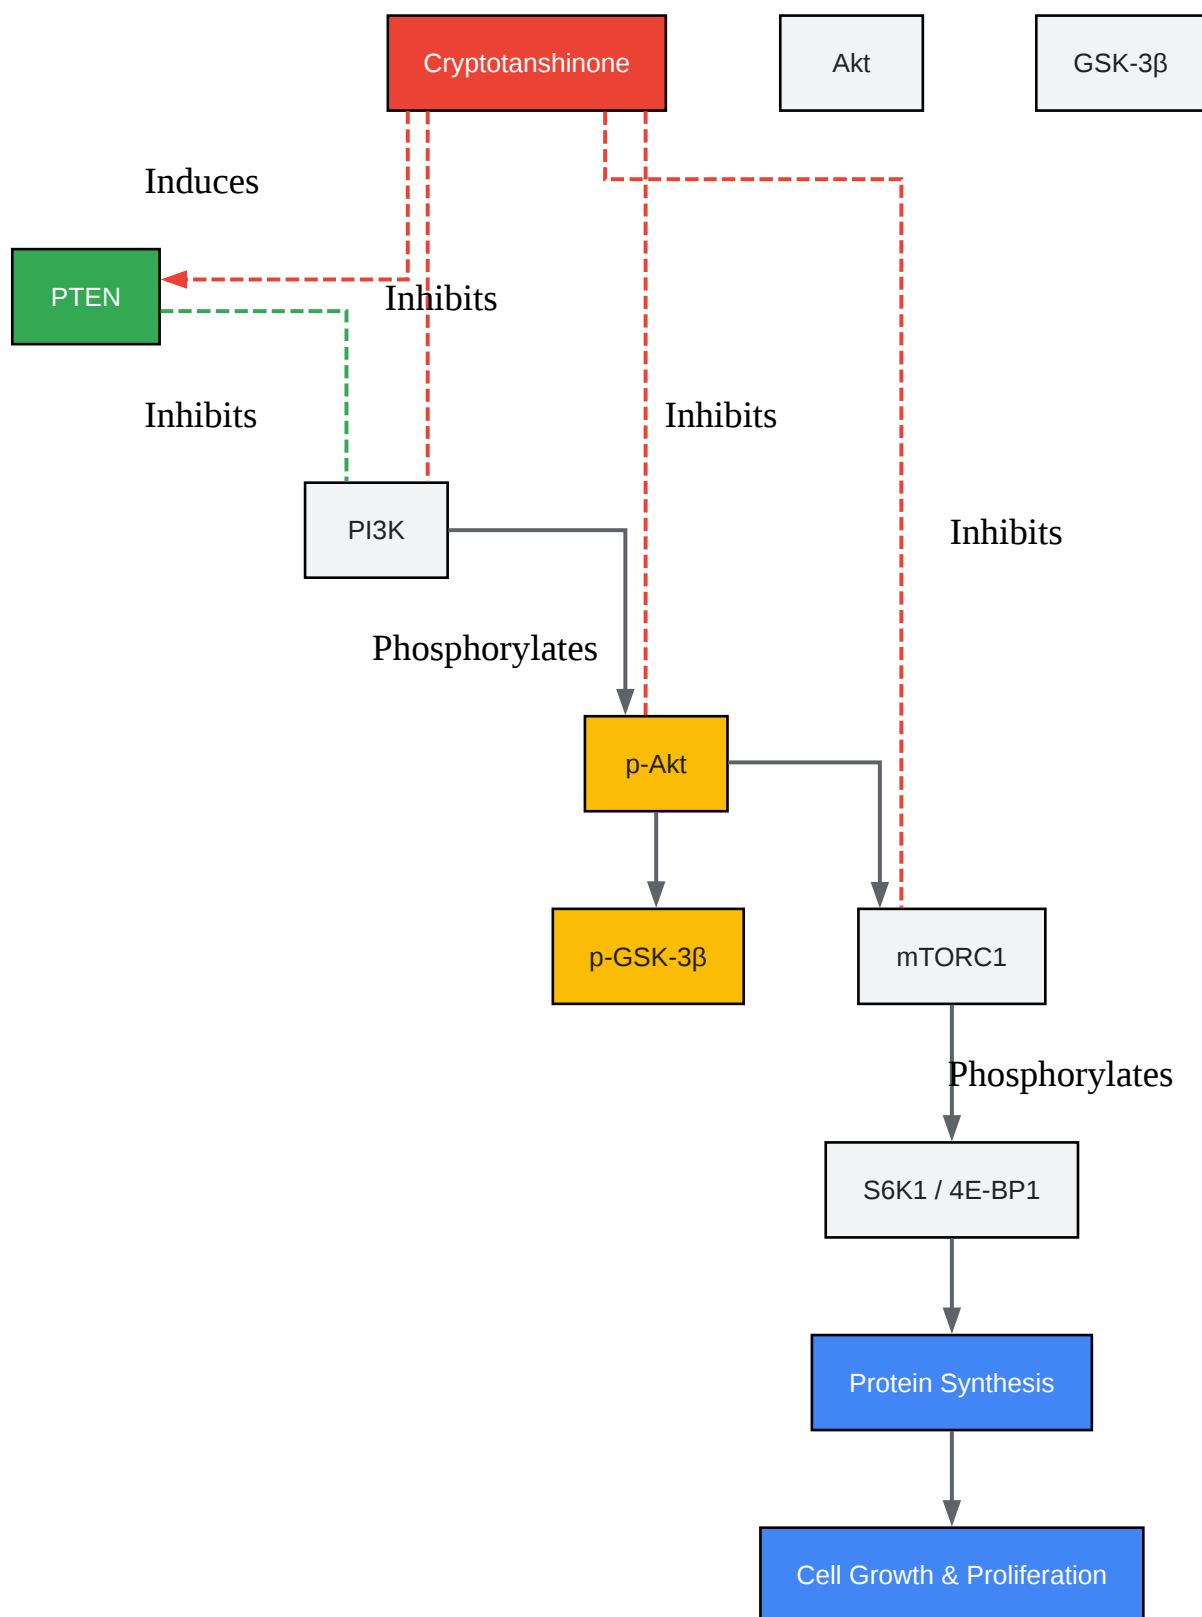 Cryptotanshinone
Akt
GSK-3β
Induces
PTEN
Inhibits
Inhibits
Inhibits
PI3K
Inhibits
Phosphorylates
p-Akt
p-GSK-3β
mTORC1
Phosphorylates
S6K1 / 4E-BP1
Protein Synthesis
Cell Growth & Proliferation